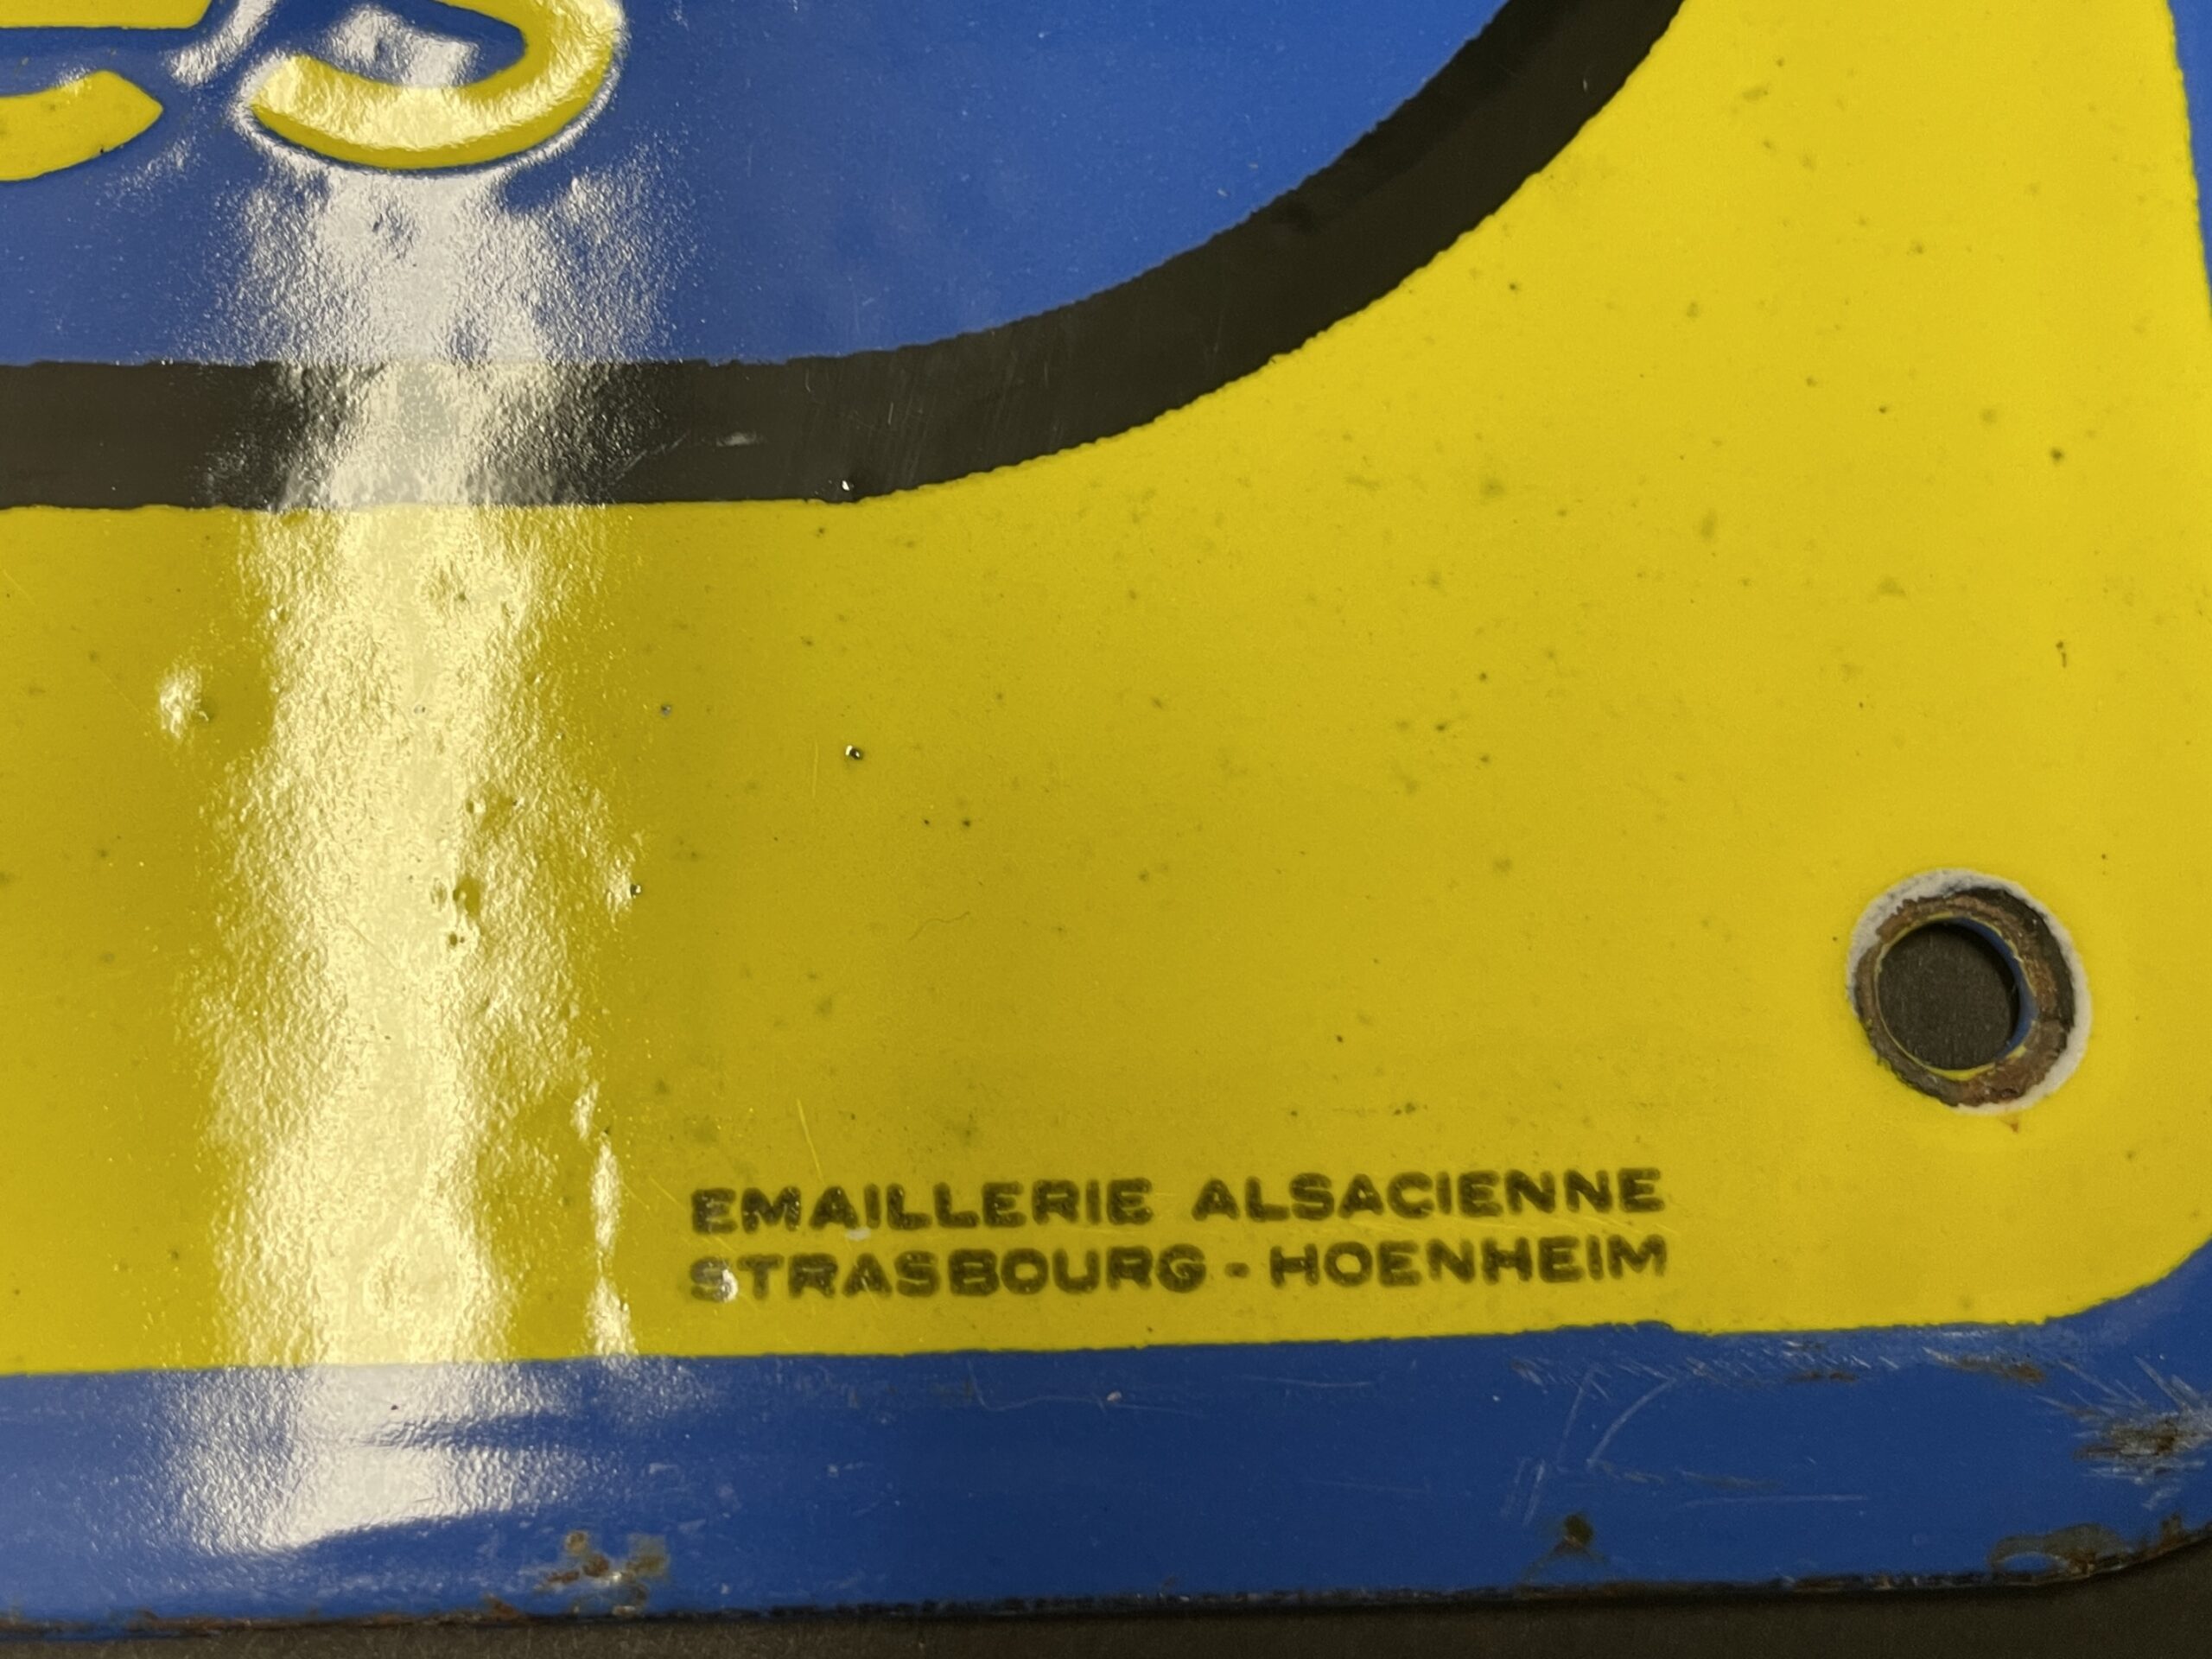 EMAILLERIE ALSACIENNE
STRASBOURG - HOENHEIM